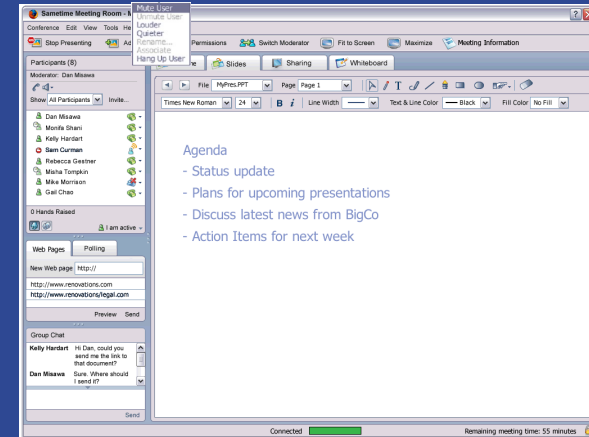 Sametime Meeting Room - M
Mute User
Unmute User
Louder
Quieter
Rename...
Associate
Hang Up User
Conference Edit View Tools He
Stop Presenting Ad Permissions Switch Moderator Fit to Screen Maximize Meeting Information
Participants (8)
Slides Sharing Whiteboard
Moderator: Dan Misawa
File MyPres.PPT Page Page 1 T
Show All Participants Invite...
Times New Roman 24 B i Line Width Text & Line Color Black Fill Color No Fill
Dan Misawa
Monifa Shani
Kelly Hardart
Sam Curman
Rebecca Gestner
Misha Tompkin
Mike Morrison
Gail Chao
Agenda
- Status update
- Plans for upcoming presentations
- Discuss latest news from BigCo
- Action Items for next week
0 Hands Raised
I am active
Web Pages Polling
New Web page http://
http://www.renovations.com
http://www.renovations/legal.com
Preview Send
Group Chat
Kelly Hardart Hi Dan, could you
send me the link to
that document?
Dan Misawa Sure. Where should
I send it?
Send
Connected Remaining meeting time: 55 minutes